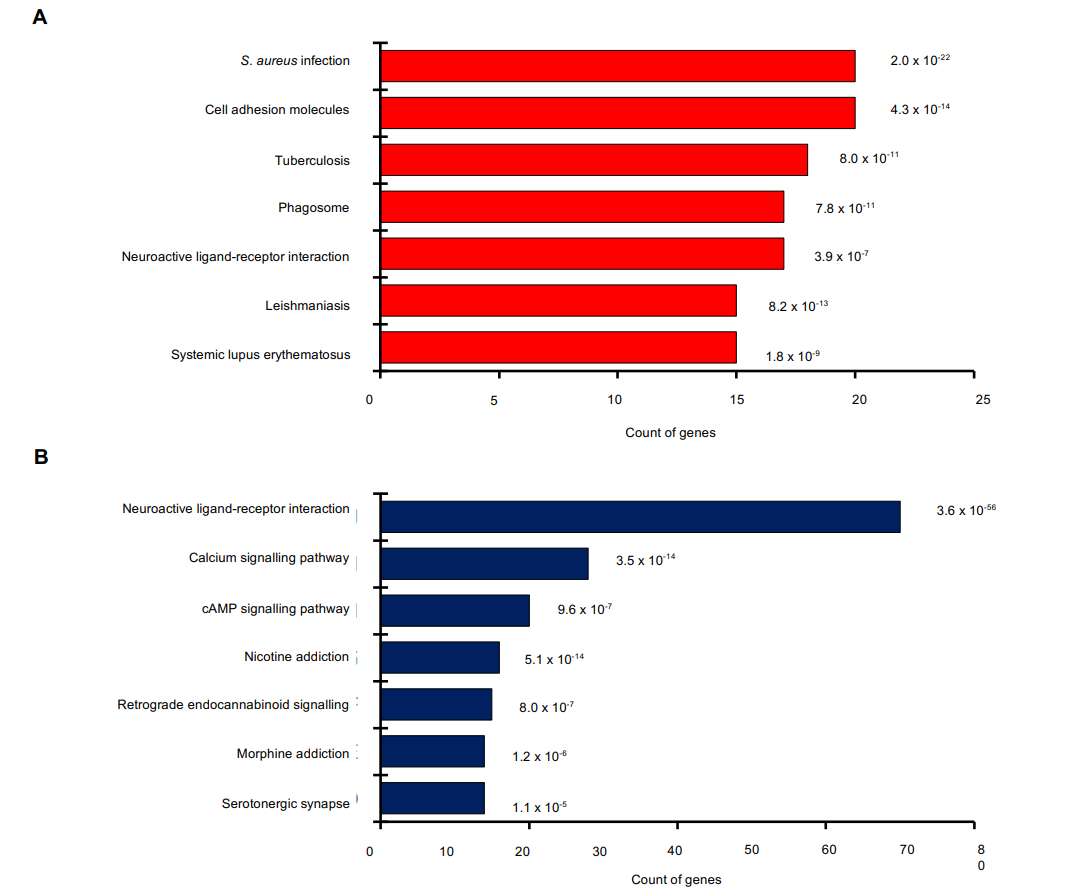 A
S. aureus infection 2.0 x 10⁻²²
Cell adhesion molecules 4.3 x 10⁻¹⁴
Tuberculosis 8.0 x 10⁻¹¹
Phagosome 7.8 x 10⁻¹¹
Neuroactive ligand-receptor interaction 3.9 x 10⁻⁷
Leishmaniasis 8.2 x 10⁻¹³
Systemic lupus erythematosus 1.8 x 10⁻⁹
0 5 10 15 20 25
Count of genes
B
Neuroactive ligand-receptor interaction 3.6 x 10⁻⁵⁶
Calcium signalling pathway 3.5 x 10⁻¹⁴
cAMP signalling pathway 9.6 x 10⁻⁷
Nicotine addiction 5.1 x 10⁻¹⁴
Retrograde endocannabinoid signalling 8.0 x 10⁻⁷
Morphine addiction 1.2 x 10⁻⁶
Serotonergic synapse 1.1 x 10⁻⁵
0 10 20 30 40 50 60 70 8
0
Count of genes